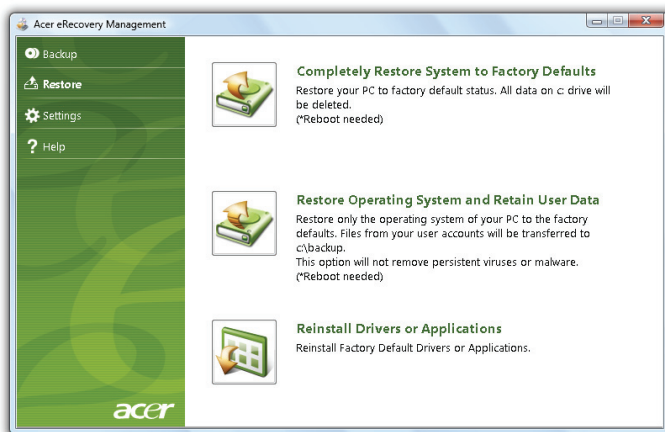 Acer eRecovery Management
Backup
Restore
Settings
Help
Completely Restore System to Factory Defaults
Restore your PC to factory default status. All data on c: drive will
be deleted.
(*Reboot needed)
Restore Operating System and Retain User Data
Restore only the operating system of your PC to the factory
defaults. Files from your user accounts will be transferred to
c:\backup.
This option will not remove persistent viruses or malware.
(*Reboot needed)
Reinstall Drivers or Applications
Reinstall Factory Default Drivers or Applications.
acer